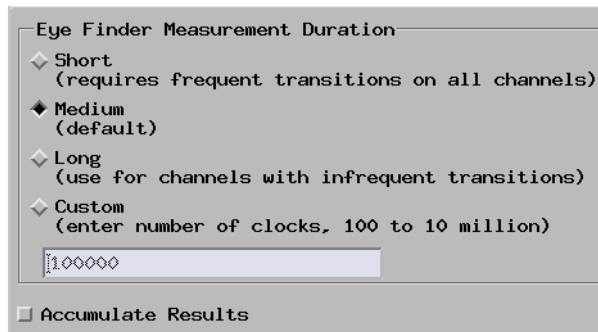 Eye Finder Measurement Duration
Short
(requires frequent transitions on all channels)
Medium
(default)
Long
(use for channels with infrequent transitions)
Custom
(enter number of clocks, 100 to 10 million)
100000
Accumulate Results